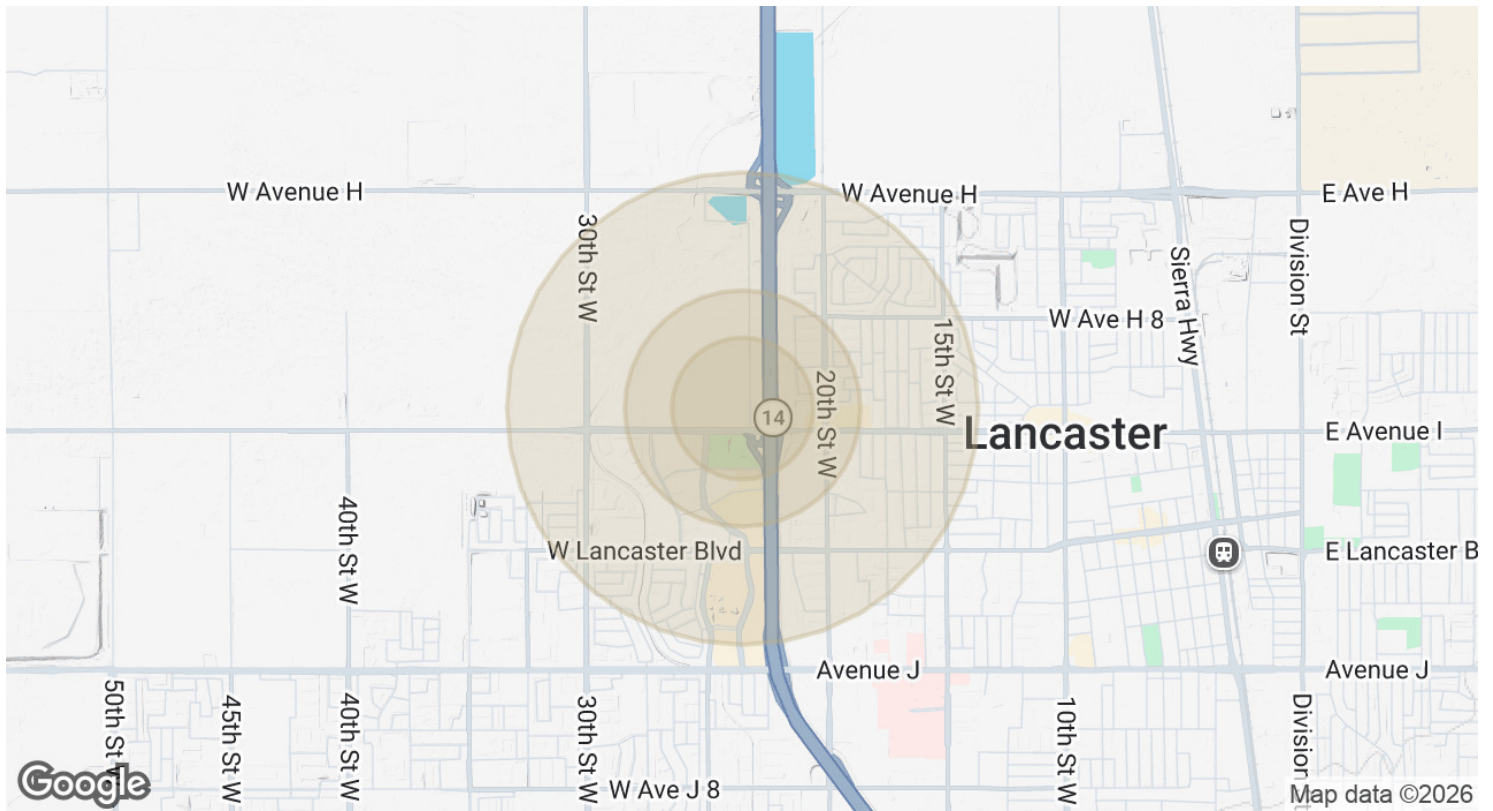 W Avenue H
W Avenue H
E Ave H
30th St W
Division St
Sierra Hwy
W Ave H 8
15th St W
20th St W
14
Lancaster
E Avenue I
40th St W
W Lancaster Blvd
E Lancaster B
Avenue J
Avenue J
50th St W
45th St W
40th St W
30th St W
10th St W
Division
W Ave J 8
Google
Map data ©2026